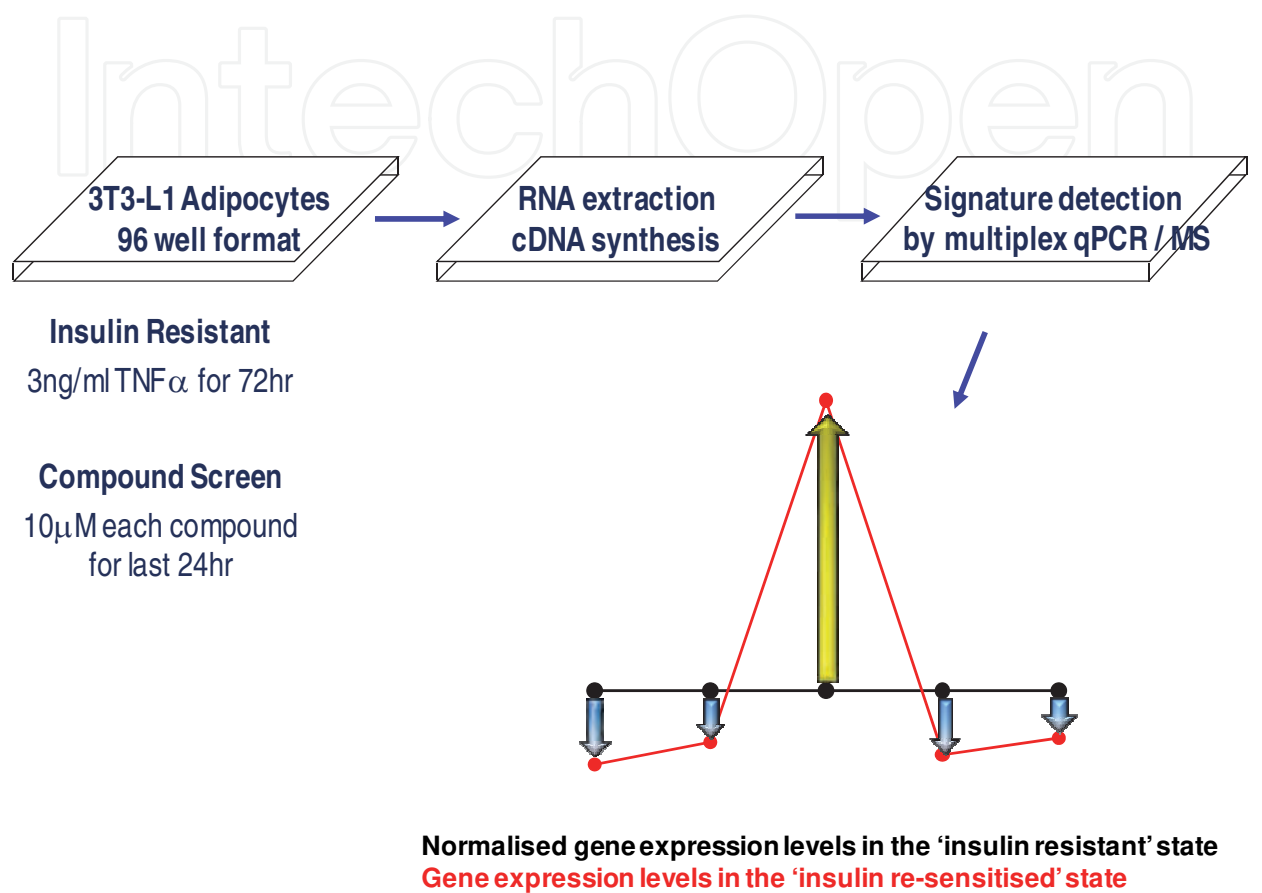 IntechOpen
3T3-L1 Adipocytes
96 well format
RNA extraction
cDNA synthesis
Signature detection
by multiplex qPCR / MS
Insulin Resistant
3ng/ml TNFα for 72hr
Compound Screen
10μM each compound
for last 24hr
Normalised gene expression levels in the ‘insulin resistant’ state
Gene expression levels in the ‘insulin re-sensitised’ state